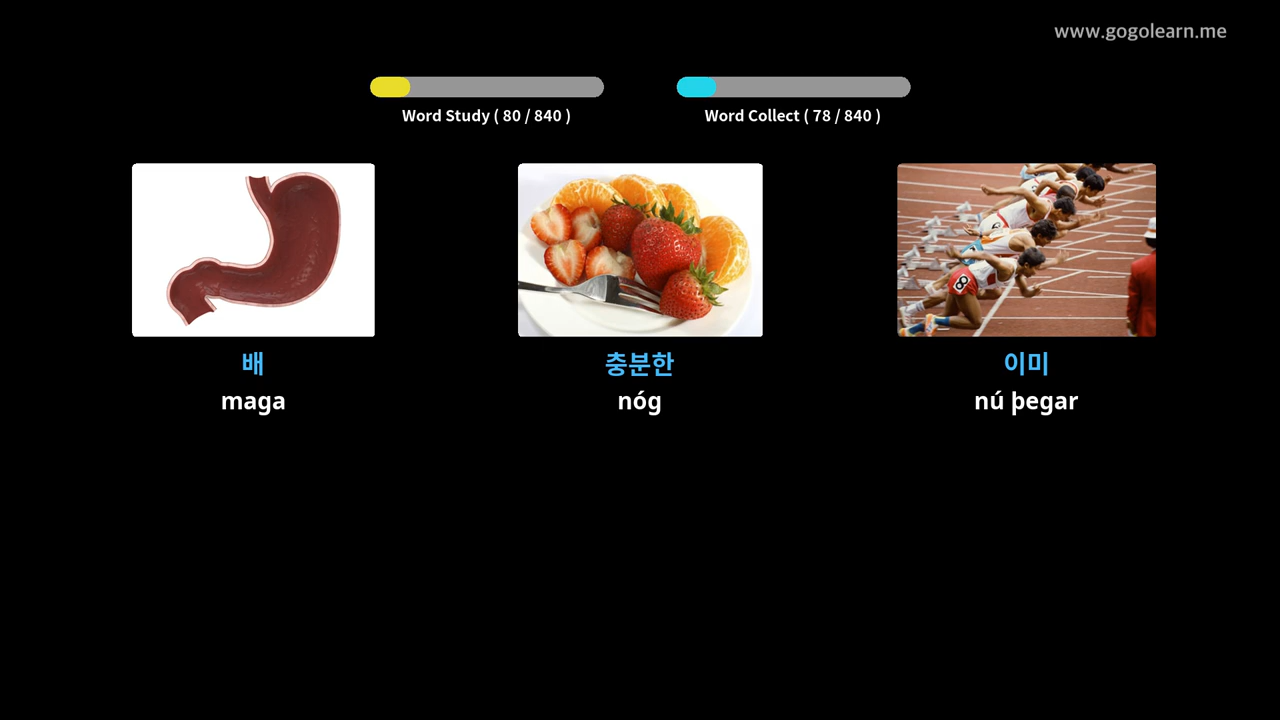 www.gogolearn.me
Word Study ( 80 / 840 )
Word Collect ( 78 / 840 )
배
maga
충분한
nóg
이미
nú þegar